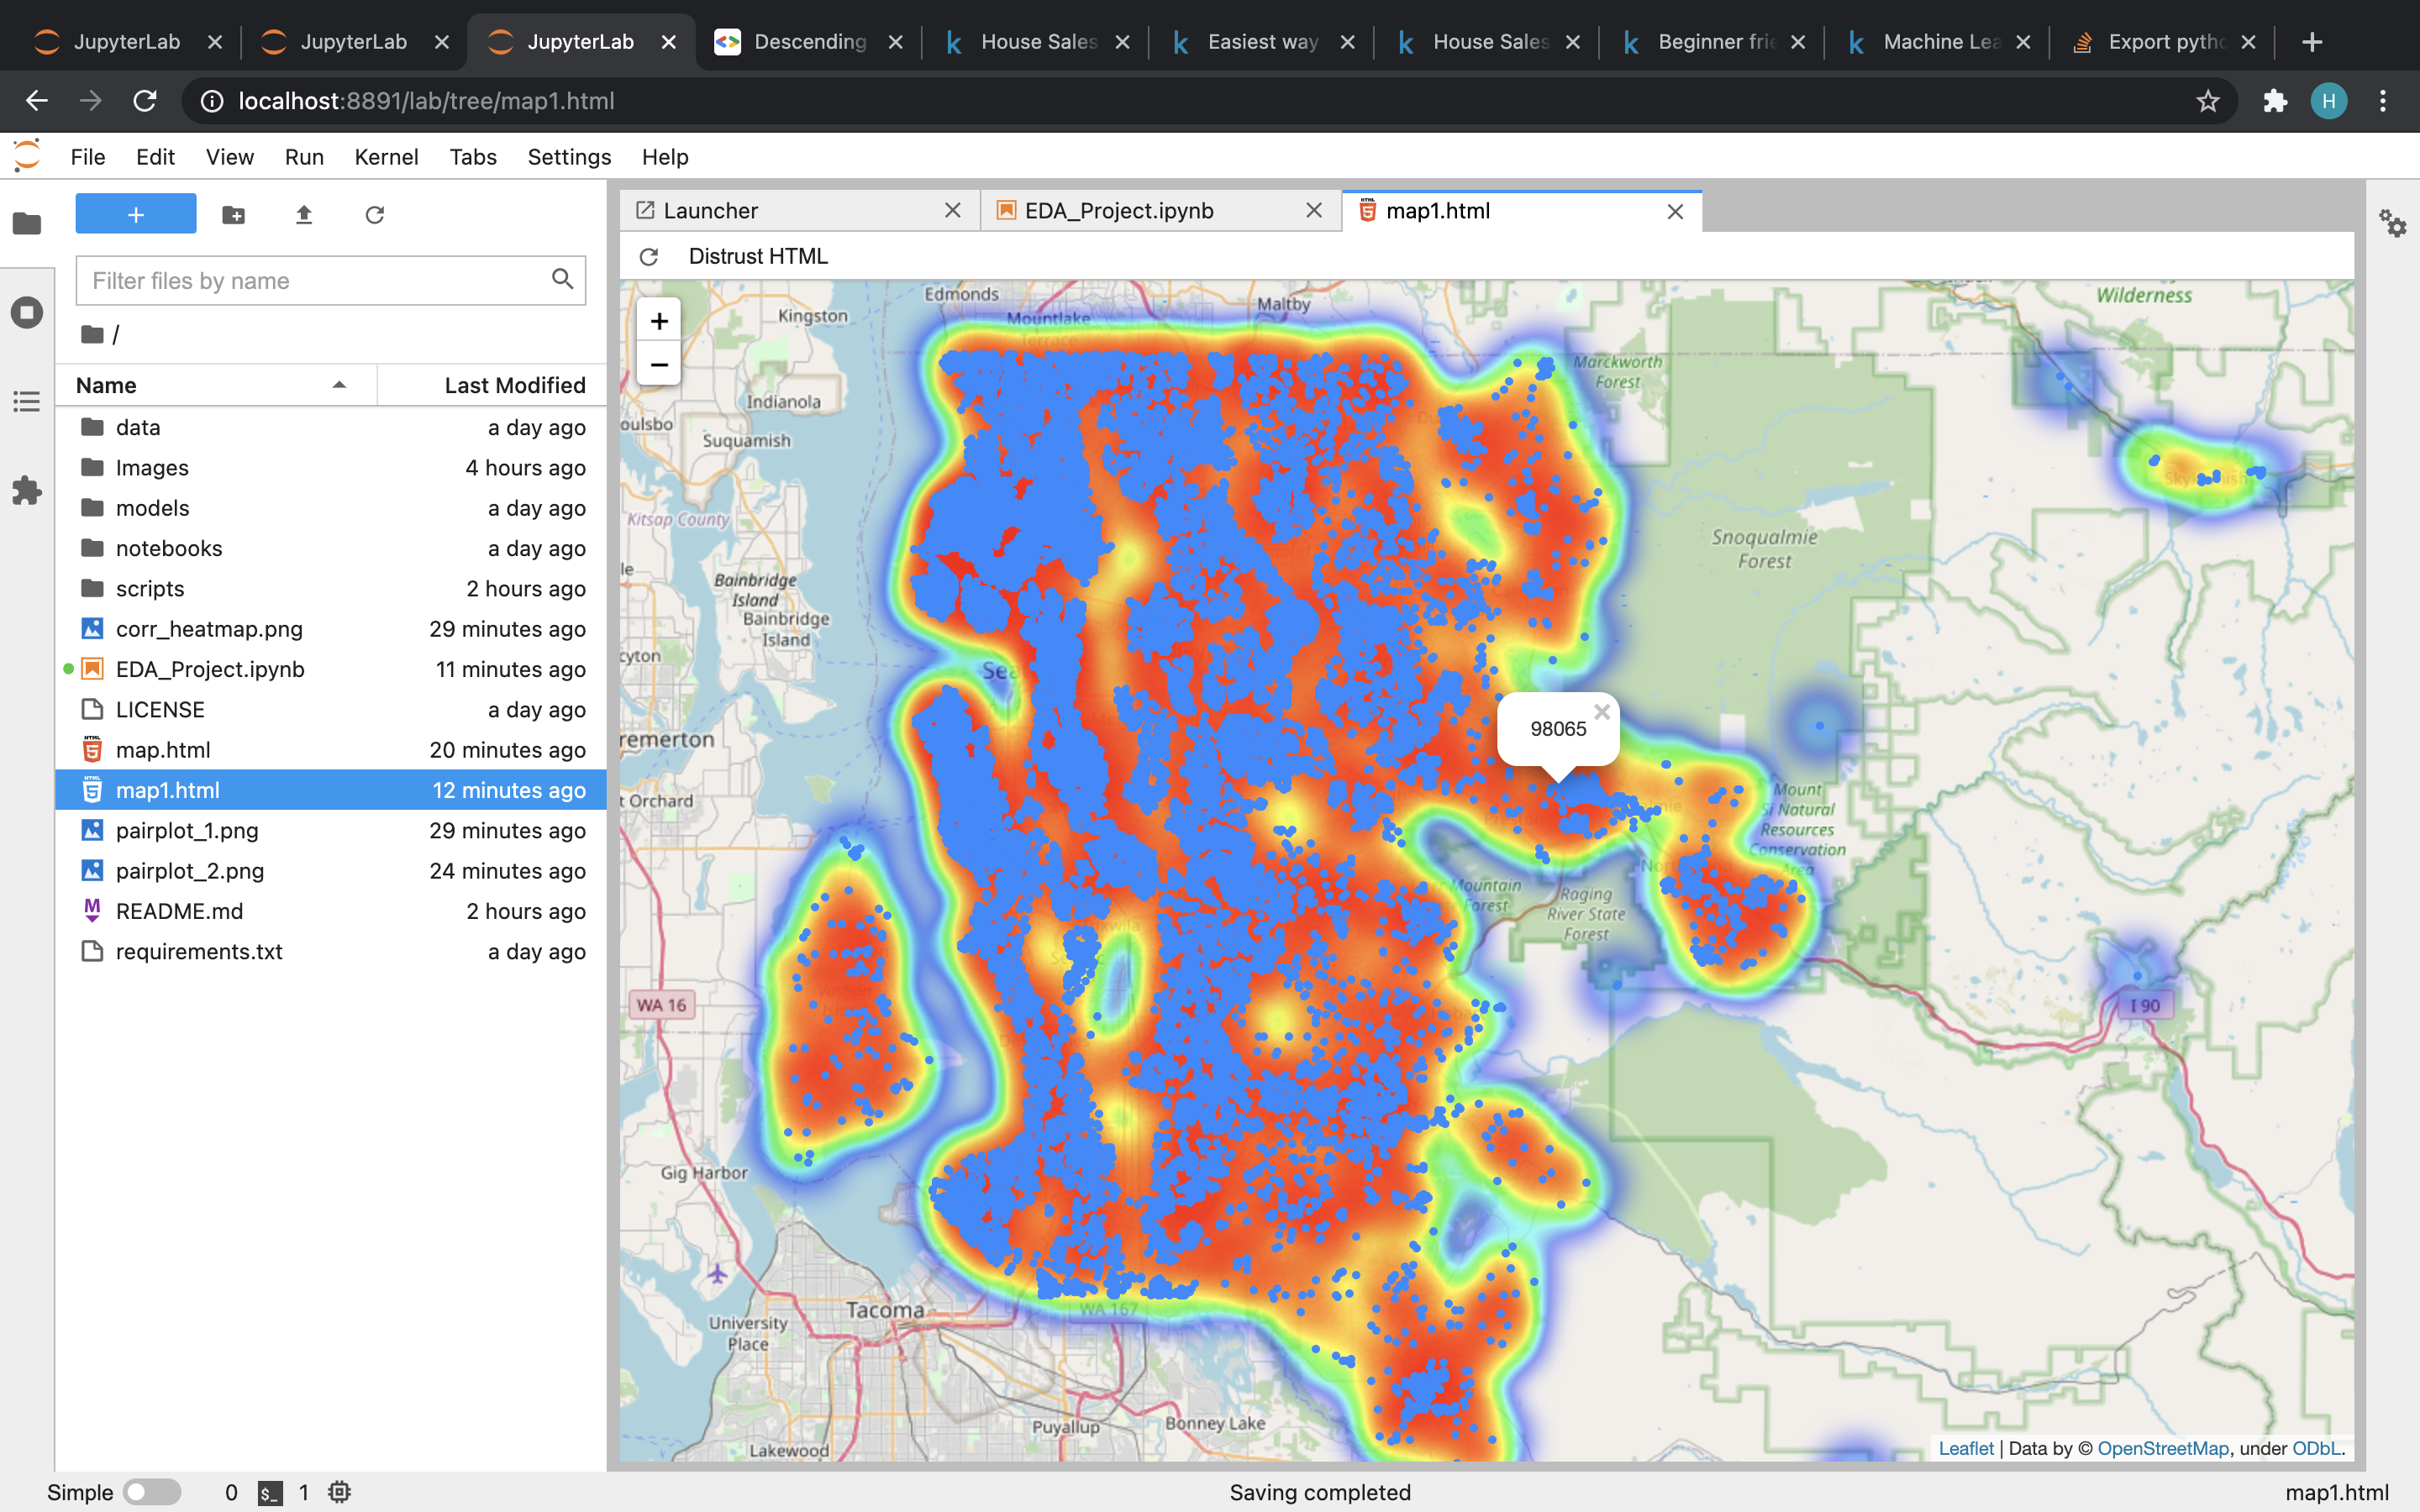 JupyterLab
JupyterLab
JupyterLab
Descending
House Sales
Easiest way
House Sales
Beginner frie
Machine Lea
Export pytho
localhost:8891/lab/tree/map1.html
H
File Edit View Run Kernel Tabs Settings Help
+
Filter files by name
/
Name Last Modified
data a day ago
Images 4 hours ago
models a day ago
notebooks a day ago
scripts 2 hours ago
corr_heatmap.png 29 minutes ago
EDA_Project.ipynb 11 minutes ago
LICENSE a day ago
map.html 20 minutes ago
map1.html 12 minutes ago
pairplot_1.png 29 minutes ago
pairplot_2.png 24 minutes ago
README.md 2 hours ago
requirements.txt a day ago
Launcher
EDA_Project.ipynb
map1.html
Distrust HTML
+
−
Edmonds
Maltby
Wilderness
Kingston
Mountlake
Terrace
Marckworth
Forest
Indianola
oulsbo
Suquamish
Kitsap County
Snoqualmie
Forest
le
Bainbridge
Island
Bainbridge
Island
cyton
Sea
98065
remerton
t Orchard
Mount
Si Natural
Resources
Conservation
Area
Preston
Nor
Mountain
Forest
Raging
River State
Forest
WA 16
I 90
Gig Harbor
Tacoma
WA 167
University
Place
Puyallup
Bonney Lake
Lakewood
Leaflet | Data by © OpenStreetMap, under ODbL.
Simple 0 $_ 1
Saving completed
map1.html